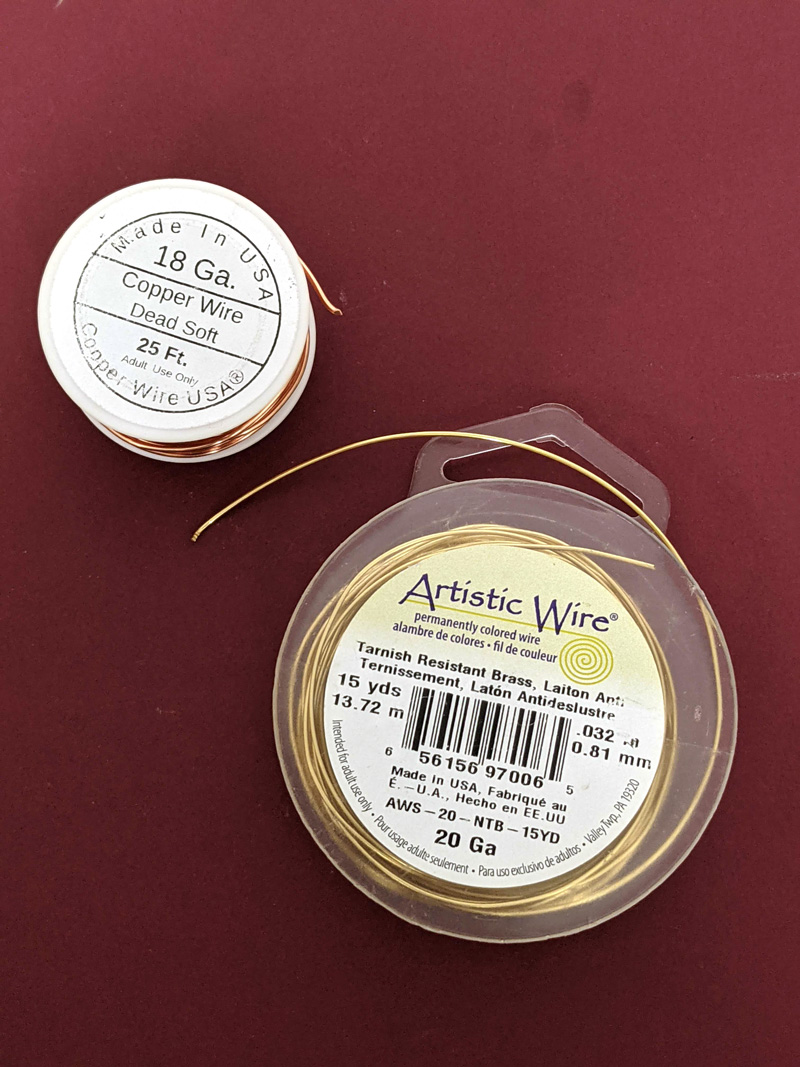 Made In USA
18 Ga.
Copper Wire
Dead Soft
25 Ft.
Adult Use Only
Copper Wire USA®
Artistic Wire®
permanently colored wire
alambre de colores • fil de couleur
Tarnish Resistant Brass, Laiton Anti
Ternissement, Latón Antideslustre
15 yds
13.72 m
.032 in
0.81 mm
6 56156 97006 5
Made in USA, Fabriqué au
É.-U.A., Hecho en EE.UU
AWS-20-NTB-15YD
20 Ga
Intended for adult use only • Pour usage adulte seulement • Para uso exclusivo de adultos • Valley Twp, PA 19320